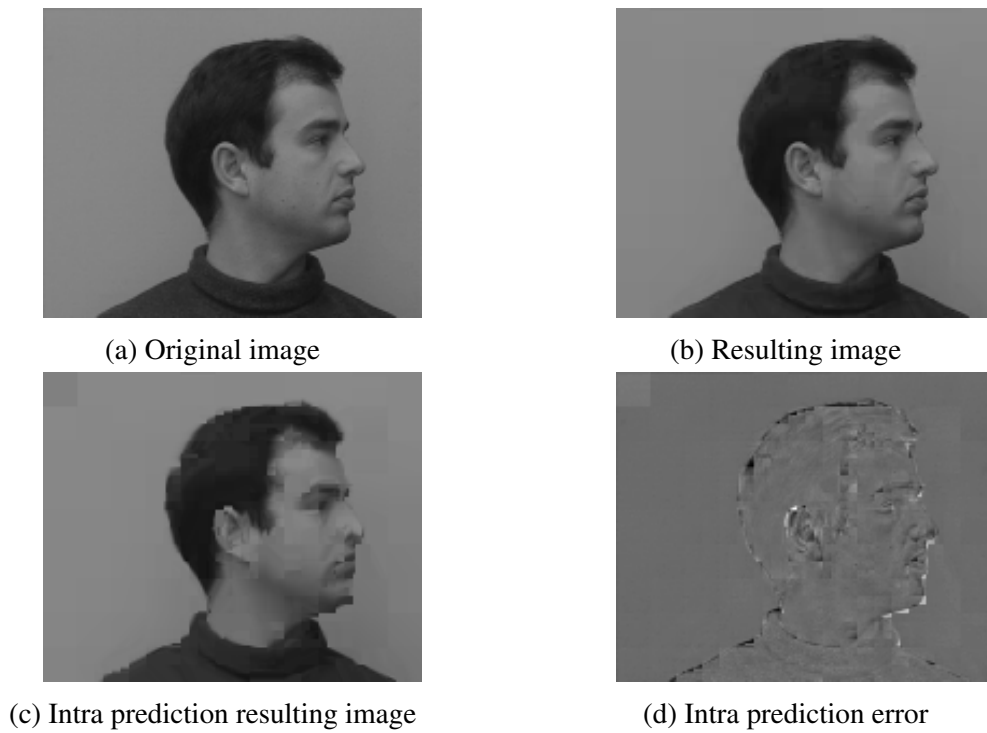 (a) Original image
(b) Resulting image
(c) Intra prediction resulting image
(d) Intra prediction error